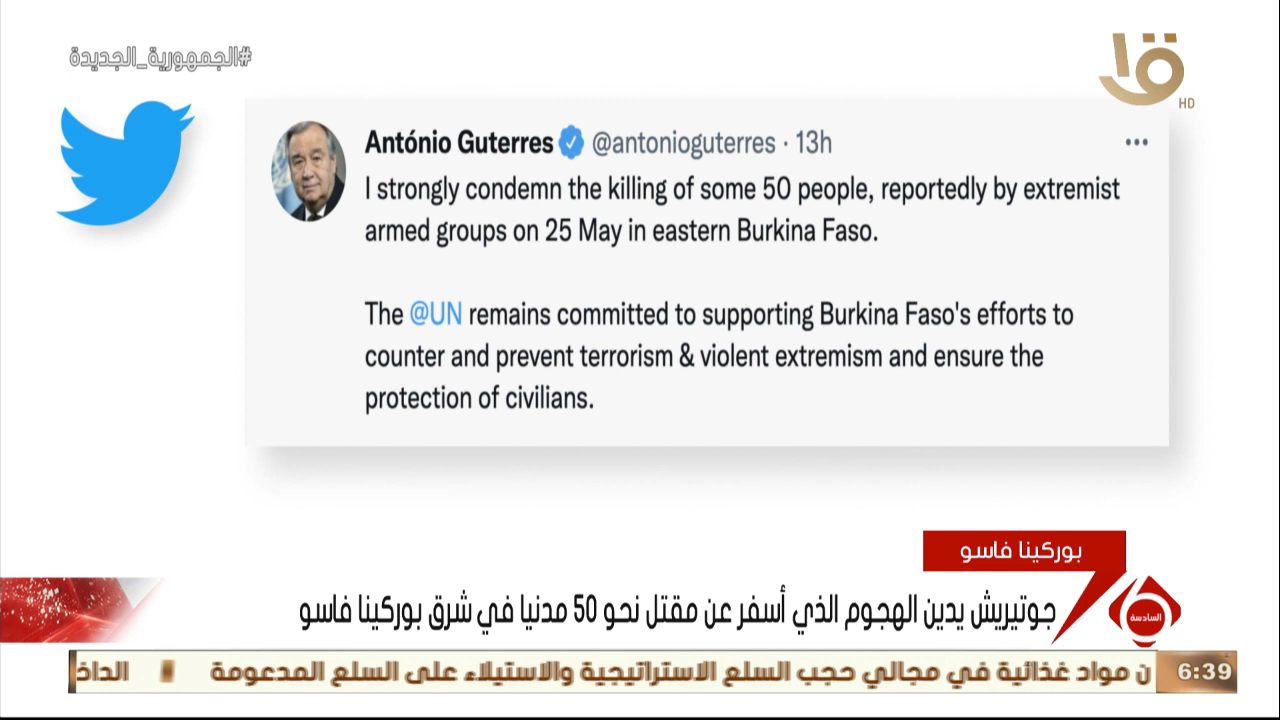 #الجمهورية_الجديدة
HD
António Guterres @antonioguterres · 13h
I strongly condemn the killing of some 50 people, reportedly by extremist
armed groups on 25 May in eastern Burkina Faso.
The @UN remains committed to supporting Burkina Faso's efforts to
counter and prevent terrorism & violent extremism and ensure the
protection of civilians.
بوركينا فاسو
جوتيريش يدين الهجوم الذي أسفر عن مقتل نحو 50 مدنيا في شرق بوركينا فاسو
السادسة
6:39
ن مواد غذائية في مجالي حجب السلع الاستراتيجية والاستيلاء على السلع المدعومة الداخ